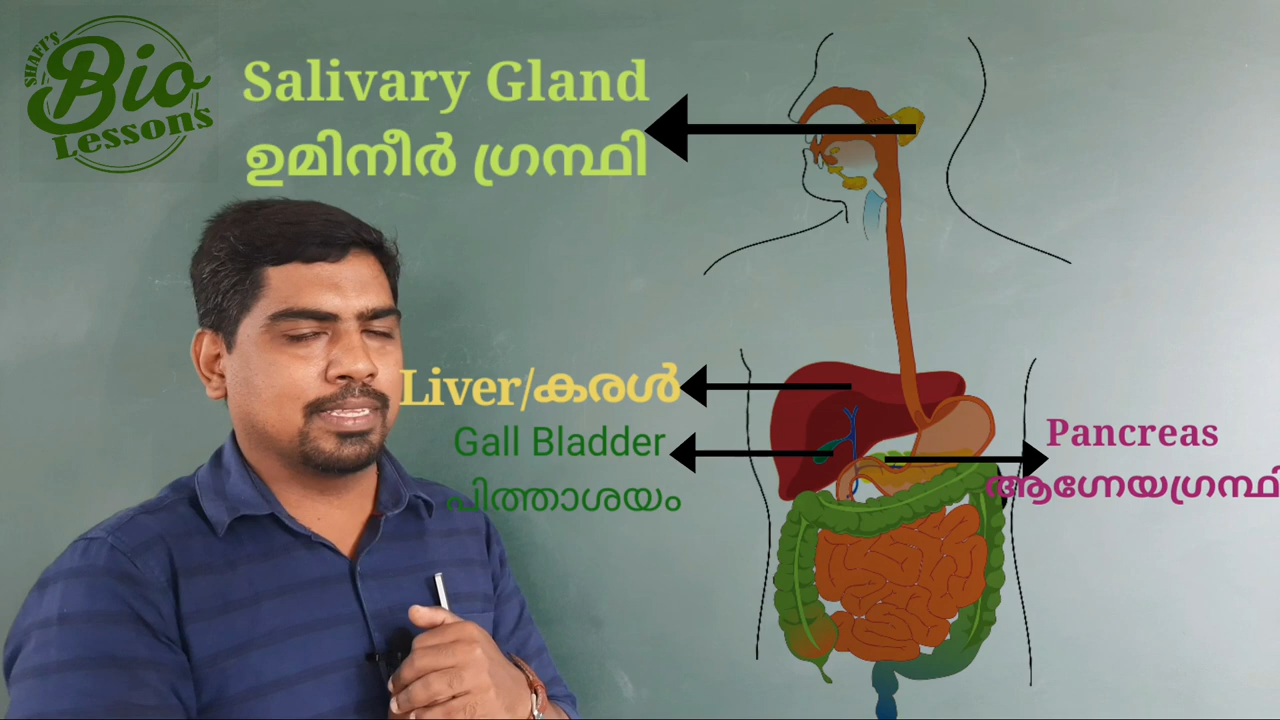 SHAFI'S
Bio
Lessons
Salivary Gland
ഉമിനീർ ഗ്രന്ഥി
Liver/കരൾ
Gall Bladder
പിത്താശയം
Pancreas
ആഗ്നേയഗ്രന്ഥി